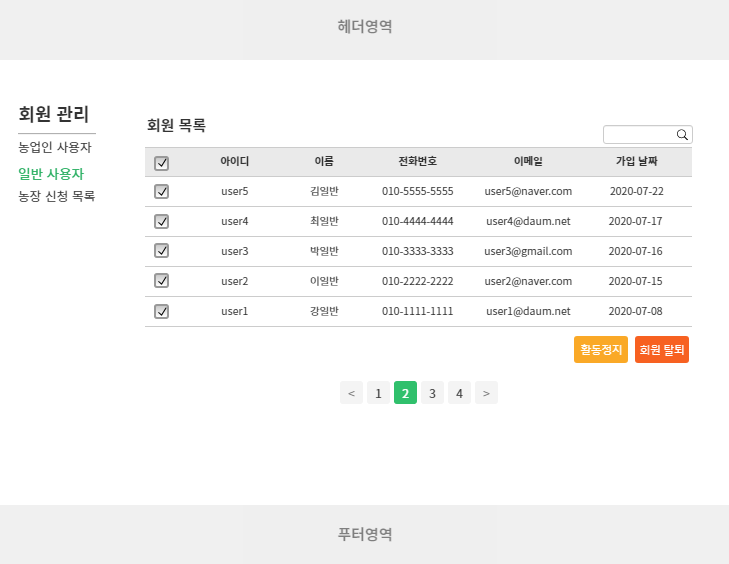 헤더영역
회원 관리
농업인 사용자
일반 사용자
농장 신청 목록
회원 목록
아이디 이름 전화번호 이메일 가입 날짜
user5 김일반 010-5555-5555 user5@naver.com 2020-07-22
user4 최일반 010-4444-4444 user4@daum.net 2020-07-17
user3 박일반 010-3333-3333 user3@gmail.com 2020-07-16
user2 이일반 010-2222-2222 user2@naver.com 2020-07-15
user1 강일반 010-1111-1111 user1@daum.net 2020-07-08
활동정지 회원 탈퇴
< 1 2 3 4 >
푸터영역